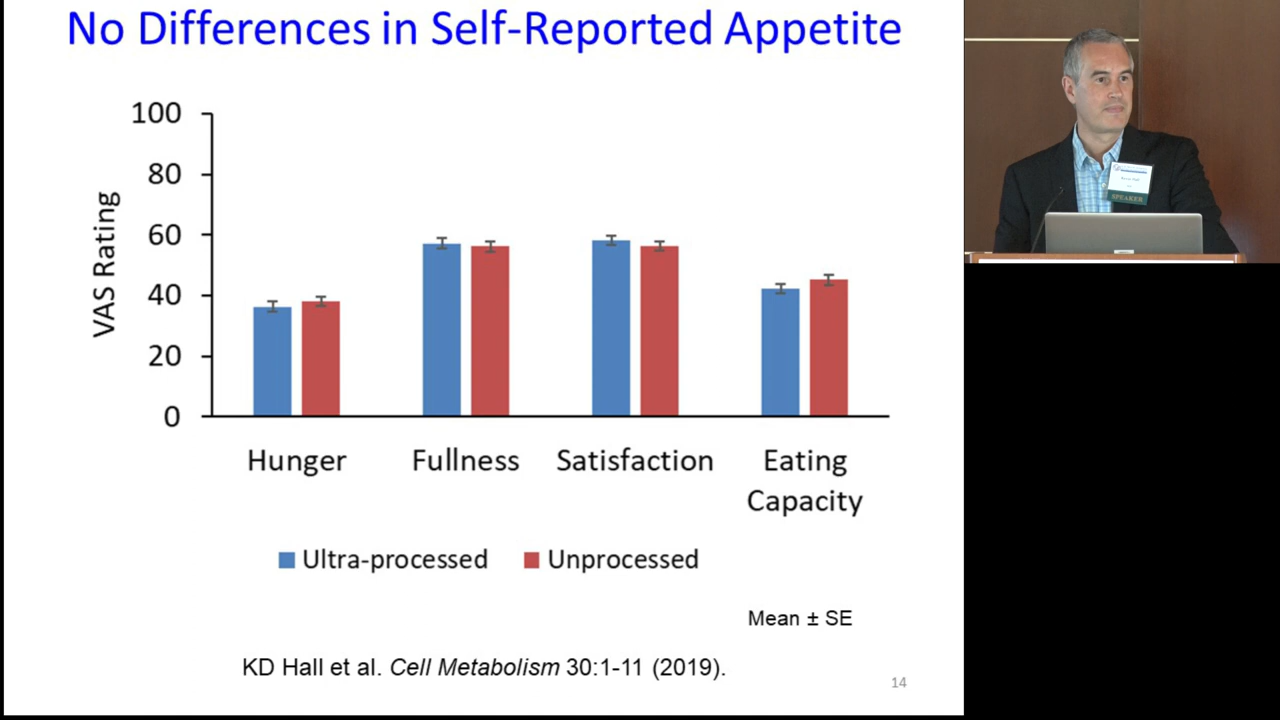 No Differences in Self-Reported Appetite
100
80
60
40
20
0
VAS Rating
Hunger
Fullness
Satisfaction
Eating
Capacity
Ultra-processed
Unprocessed
Mean ± SE
KD Hall et al. Cell Metabolism 30:1-11 (2019).
14
SPEAKER